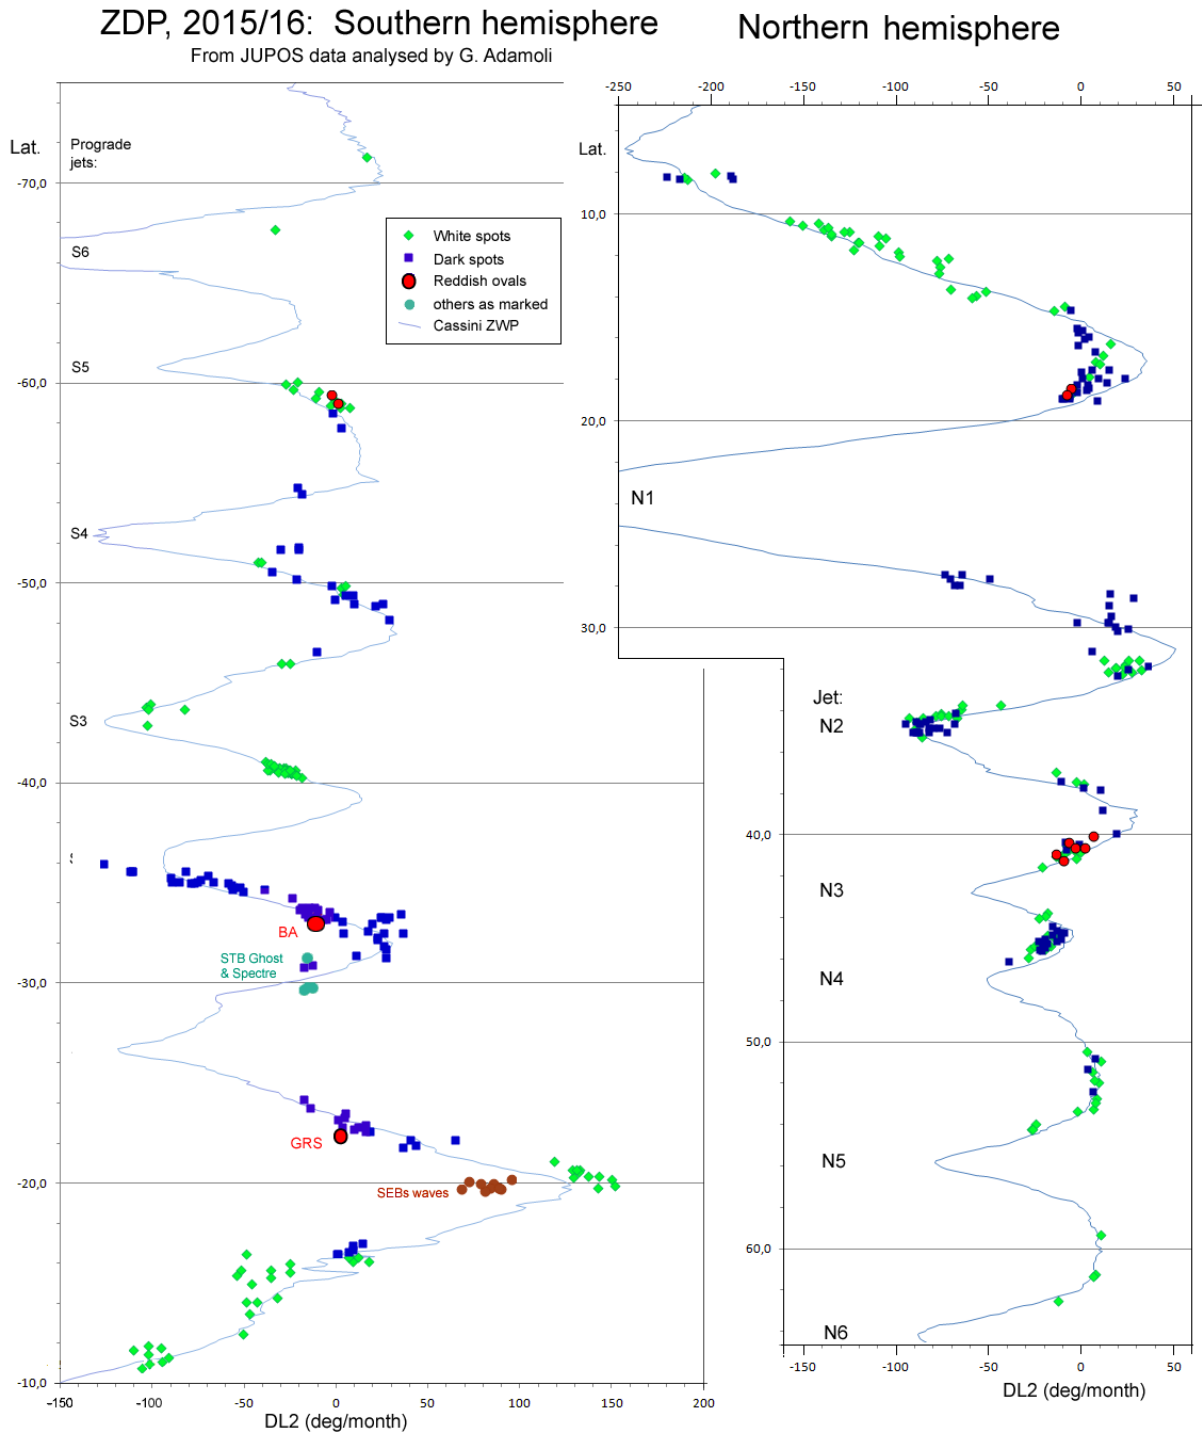 ZDP, 2015/16: Southern hemisphere
From JUPOS data analysed by G. Adamoli
Lat.
Prograde
jets:
-70,0
S6
S5
-60,0
S4
-50,0
S3
-40,0
-30,0
-20,0
-10,0
White spots
Dark spots
Reddish ovals
others as marked
Cassini ZWP
BA
STB Ghost
& Spectre
GRS
SEBs waves
-150
-100
-50
0
50
100
150
200
DL2 (deg/month)
Northern hemisphere
-250
-200
-150
-100
-50
0
50
Lat.
10,0
20,0
N1
30,0
Jet:
N2
40,0
N3
N4
50,0
N5
60,0
N6
-150
-100
-50
0
50
DL2 (deg/month)